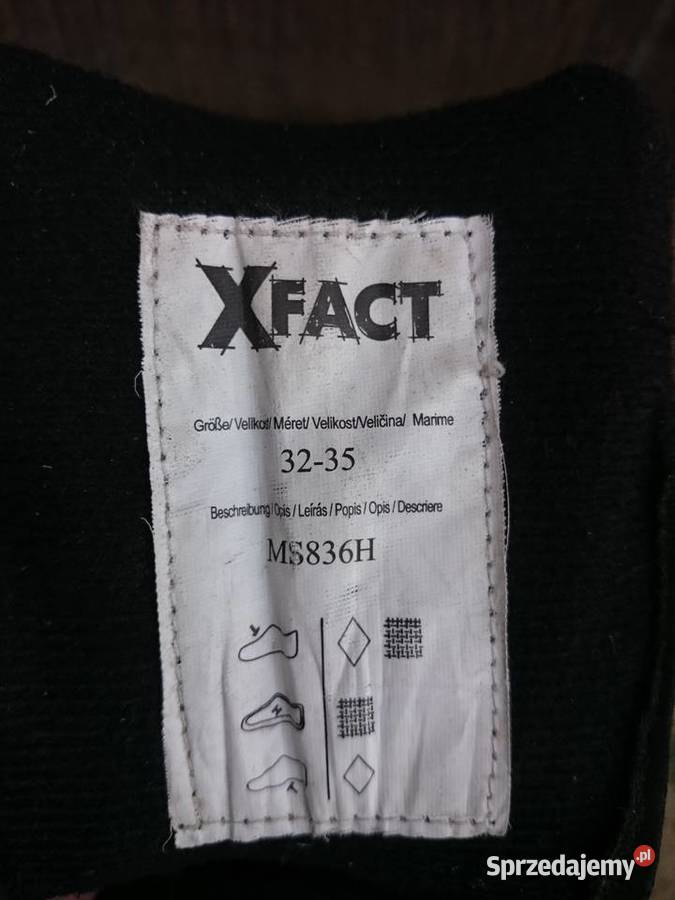 XFACT
Größe/ Velikost/ Méret/ Velikost/Veličina/ Marime
32-35
Beschreibung/Opis / Leírás / Popis / Opis / Descriere
MS836H
Sprzedajemy.pl